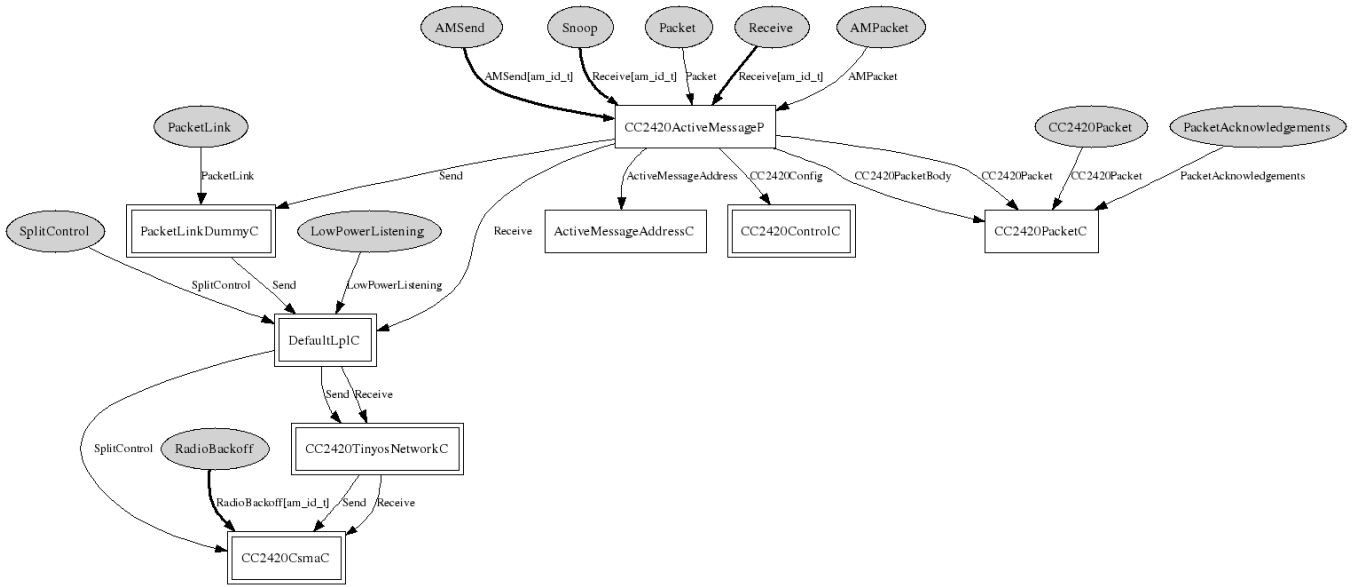 AMSend
Snoop
Packet
Receive
AMPacket
AMSend[am_id_t]
Receive[am_id_t]
Packet
Receive[am_id_t]
AMPacket
PacketLink
CC2420ActiveMessageP
CC2420Packet
PacketAcknowledgements
PacketLink
Send
ActiveMessageAddress
CC2420Config
CC2420PacketBody
CC2420Packet
CC2420Packet
PacketAcknowledgements
SplitControl
PacketLinkDummyC
LowPowerListening
Receive
ActiveMessageAddressC
CC2420ControlC
CC2420PacketC
SplitControl
Send
LowPowerListening
DefaultLplC
Send
Receive
SplitControl
RadioBackoff
CC2420TinyosNetworkC
RadioBackoff[am_id_t]
Send
Receive
CC2420CsmaC